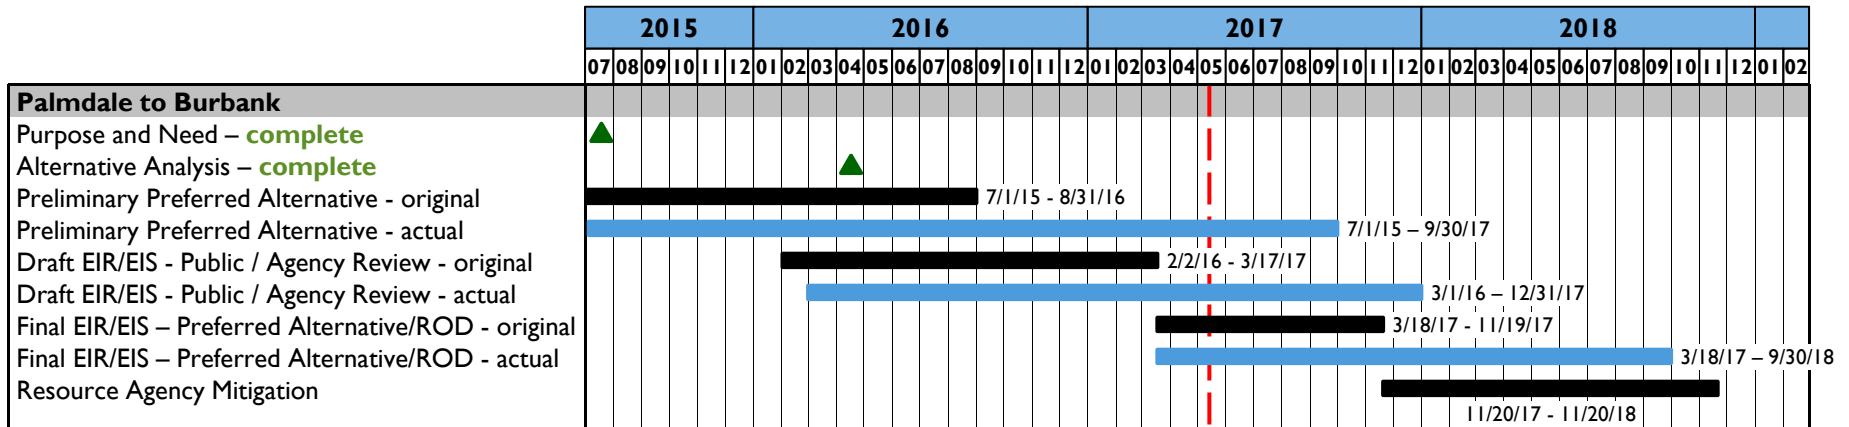 2015 2016 2017 2018
07 08 09 10 11 12 01 02 03 04 05 06 07 08 09 10 11 12 01 02 03 04 05 06 07 08 09 10 11 12 01 02 03 04 05 06 07 08 09 10 11 12 01 02
Palmdale to Burbank
Purpose and Need – complete
Alternative Analysis – complete
Preliminary Preferred Alternative - original 7/1/15 - 8/31/16
Preliminary Preferred Alternative - actual 7/1/15 – 9/30/17
Draft EIR/EIS - Public / Agency Review - original 2/2/16 - 3/17/17
Draft EIR/EIS - Public / Agency Review - actual 3/1/16 – 12/31/17
Final EIR/EIS – Preferred Alternative/ROD - original 3/18/17 - 11/19/17
Final EIR/EIS – Preferred Alternative/ROD - actual 3/18/17 – 9/30/18
Resource Agency Mitigation
11/20/17 - 11/20/18